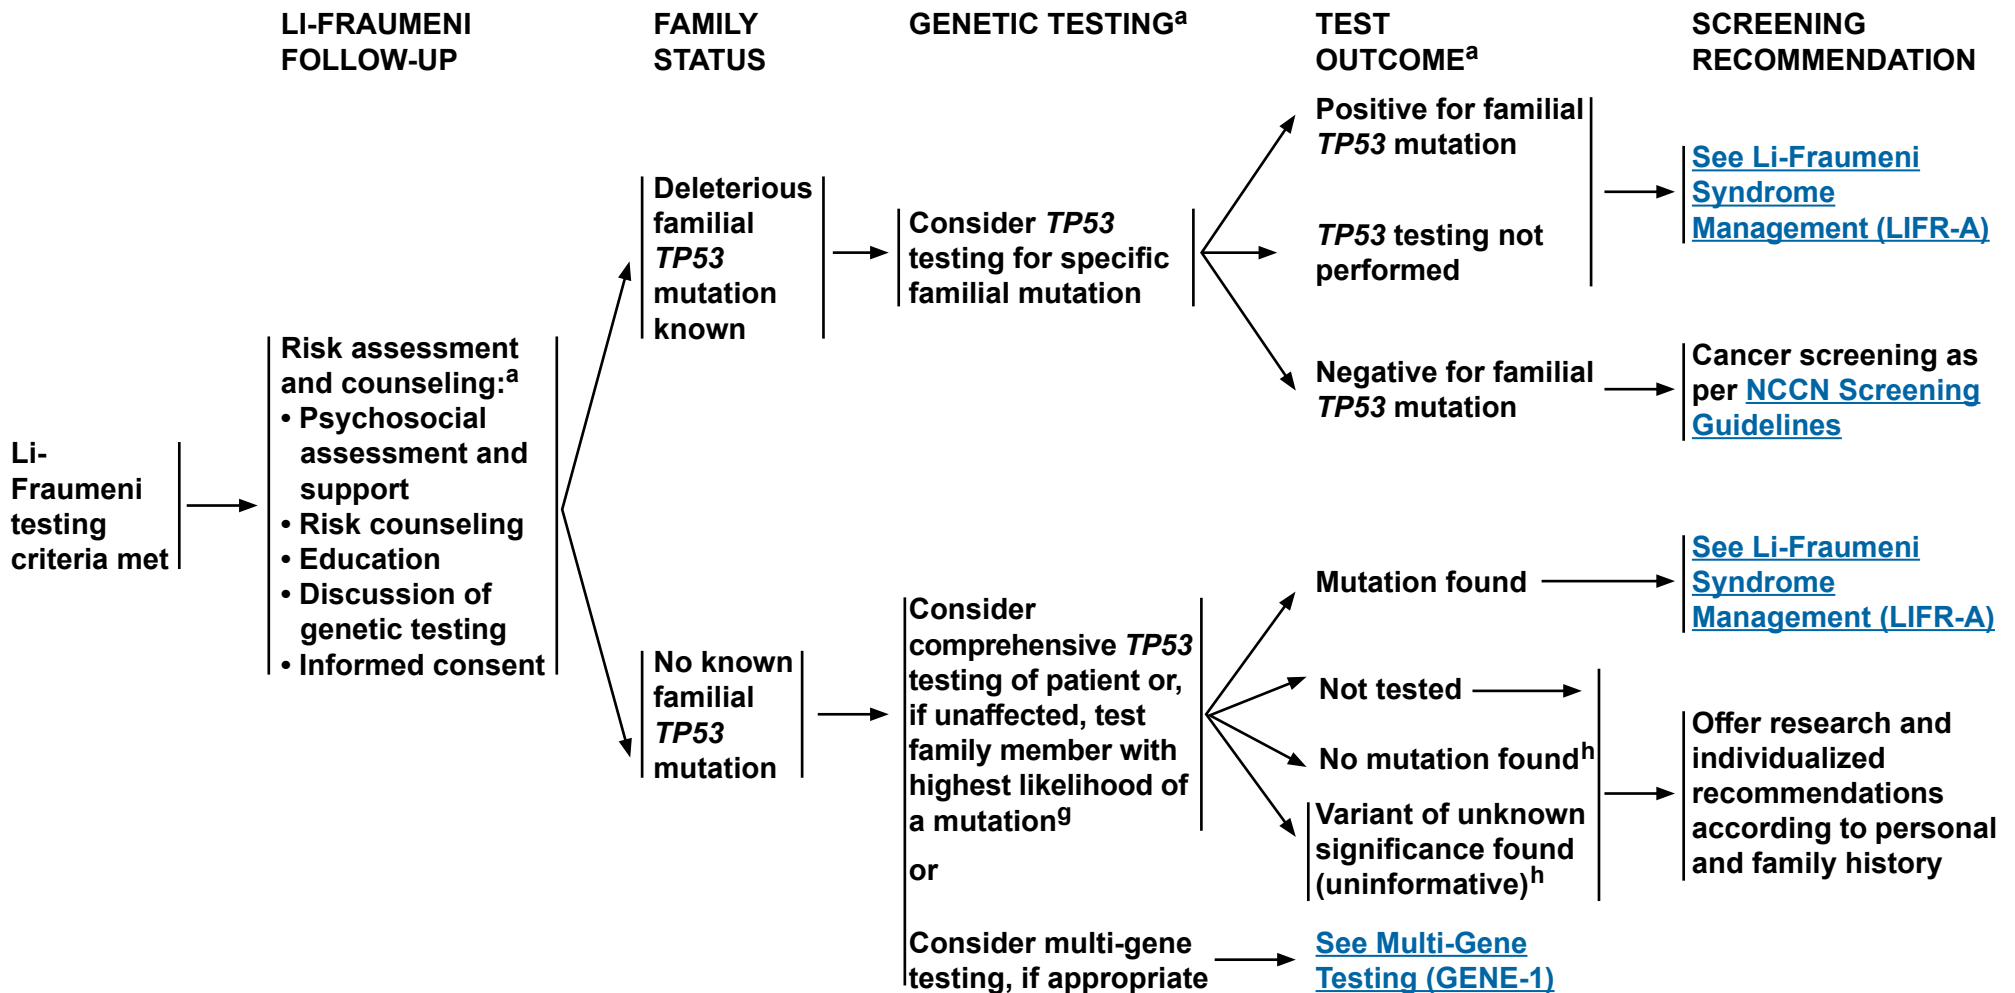 LI-FRAUMENI
FOLLOW-UP
FAMILY
STATUS
GENETIC TESTINGa
TEST
OUTCOMEa
SCREENING
RECOMMENDATION
Li-
Fraumeni
testing
criteria met
Risk assessment
and counseling:a
• Psychosocial
assessment and
support
• Risk counseling
• Education
• Discussion of
genetic testing
• Informed consent
Deleterious
familial
TP53
mutation
known
Consider TP53
testing for specific
familial mutation
Positive for familial
TP53 mutation
TP53 testing not
performed
See Li-Fraumeni
Syndrome
Management (LIFR-A)
Negative for familial
TP53 mutation
Cancer screening as
per NCCN Screening
Guidelines
No known
familial
TP53
mutation
Consider
comprehensive TP53
testing of patient or,
if unaffected, test
family member with
highest likelihood of
a mutationg
or
Consider multi-gene
testing, if appropriate
Mutation found
See Li-Fraumeni
Syndrome
Management (LIFR-A)
Not tested
No mutation foundh
Variant of unknown
significance found
(uninformative)h
Offer research and
individualized
recommendations
according to personal
and family history
See Multi-Gene
Testing (GENE-1)